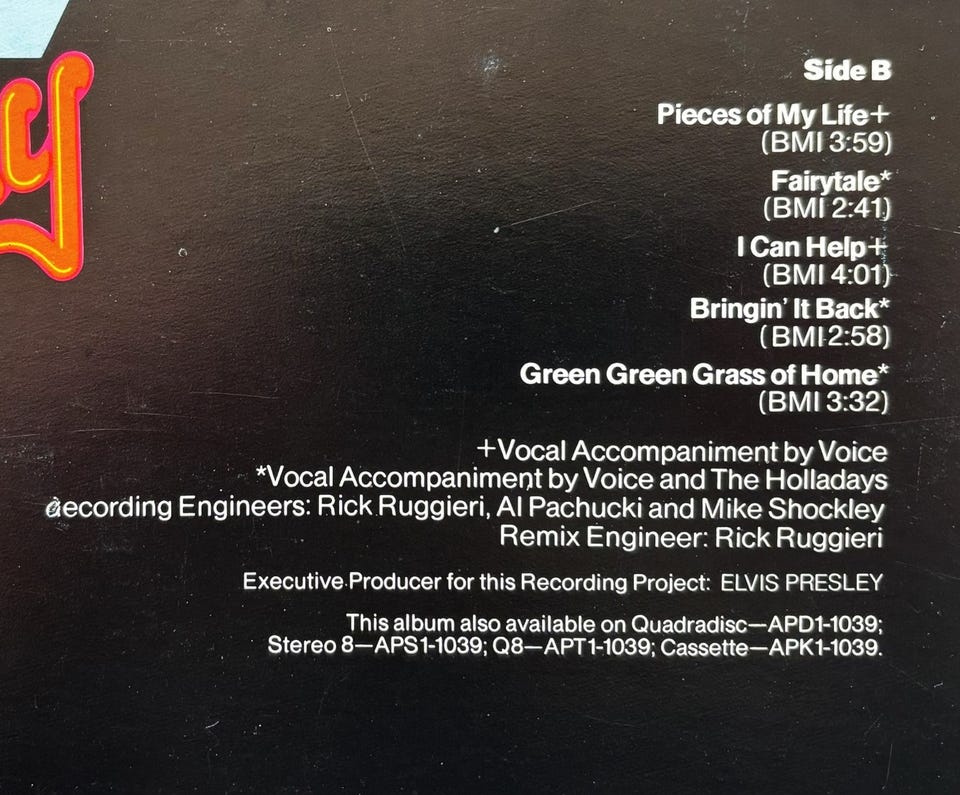 y
Side B
Pieces of My Life+
(BMI 3:59)
Fairytale*
(BMI 2:41)
I Can Help+
(BMI 4:01)
Bringin' It Back*
(BMI 2:58)
Green Green Grass of Home*
(BMI 3:32)
+Vocal Accompaniment by Voice
*Vocal Accompaniment by Voice and The Holladays
Recording Engineers: Rick Ruggieri, Al Pachucki and Mike Shockley
Remix Engineer: Rick Ruggieri
Executive Producer for this Recording Project: ELVIS PRESLEY
This album also available on Quadradisc—APD1-1039;
Stereo 8—APS1-1039; Q8—APT1-1039; Cassette—APK1-1039.